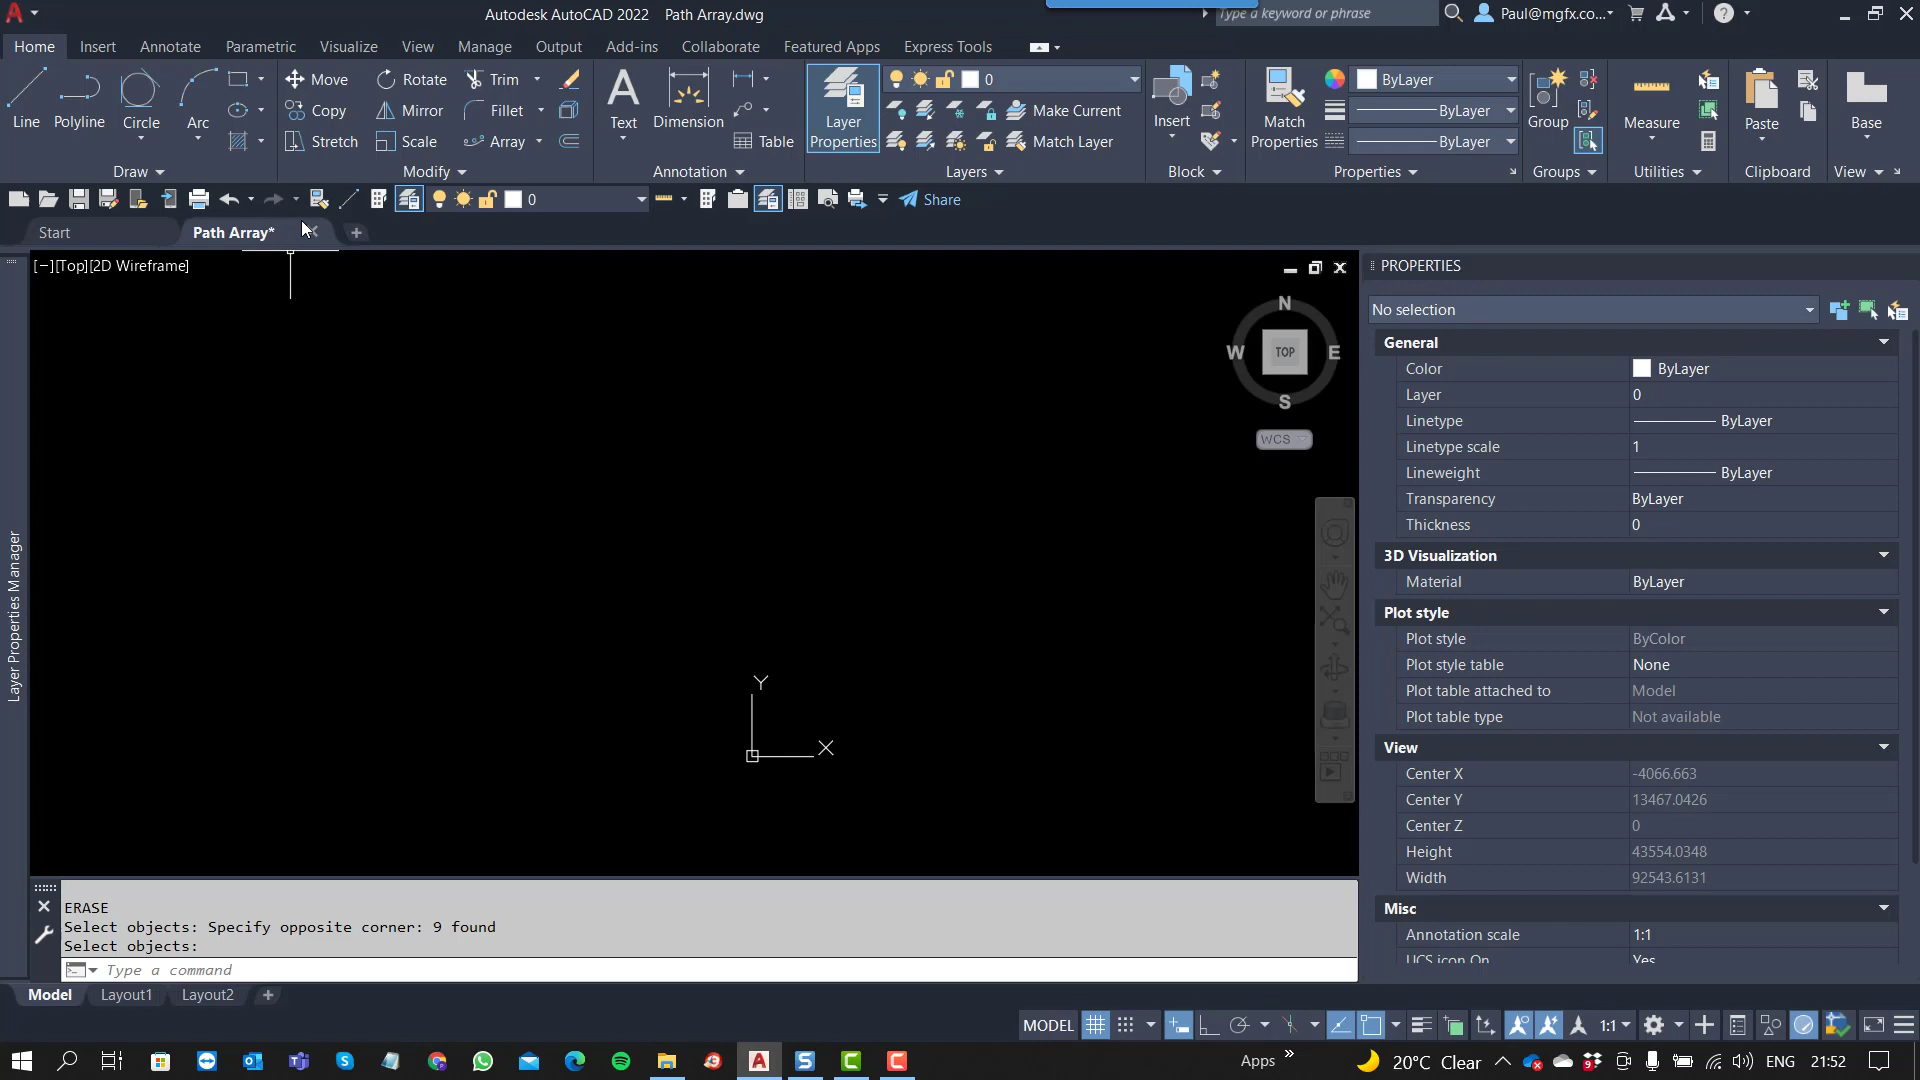 Autodesk AutoCAD 2022 Path Array.dwg
Type a keyword or phrase
Paul@mgfx.co...
Home Insert Annotate Parametric Visualize View Manage Output Add-ins Collaborate Featured Apps Express Tools
Line Polyline Circle Arc
Move Rotate Trim
Copy Mirror Fillet
Stretch Scale Array
Text Dimension Table
Layer Properties
0
Make Current
Match Layer
Insert
Match Properties
ByLayer
ByLayer
ByLayer
Group Measure Paste Base
Draw Modify Annotation Layers Block Properties Groups Utilities Clipboard View
0
Share
Start Path Array*
[−][Top][2D Wireframe]
N
W TOP E
S
WCS
Y
X
Layer Properties Manager
PROPERTIES
No selection
General
Color ByLayer
Layer 0
Linetype ByLayer
Linetype scale 1
Lineweight ByLayer
Transparency ByLayer
Thickness 0
3D Visualization
Material ByLayer
Plot style
Plot style ByColor
Plot style table None
Plot table attached to Model
Plot table type Not available
View
Center X -4066.663
Center Y 13467.0426
Center Z 0
Height 43554.0348
Width 92543.6131
Misc
Annotation scale 1:1
UCS icon On Yes
ERASE
Select objects: Specify opposite corner: 9 found
Select objects:
Type a command
Model Layout1 Layout2
MODEL 1:1
Apps
20°C Clear
ENG 21:52